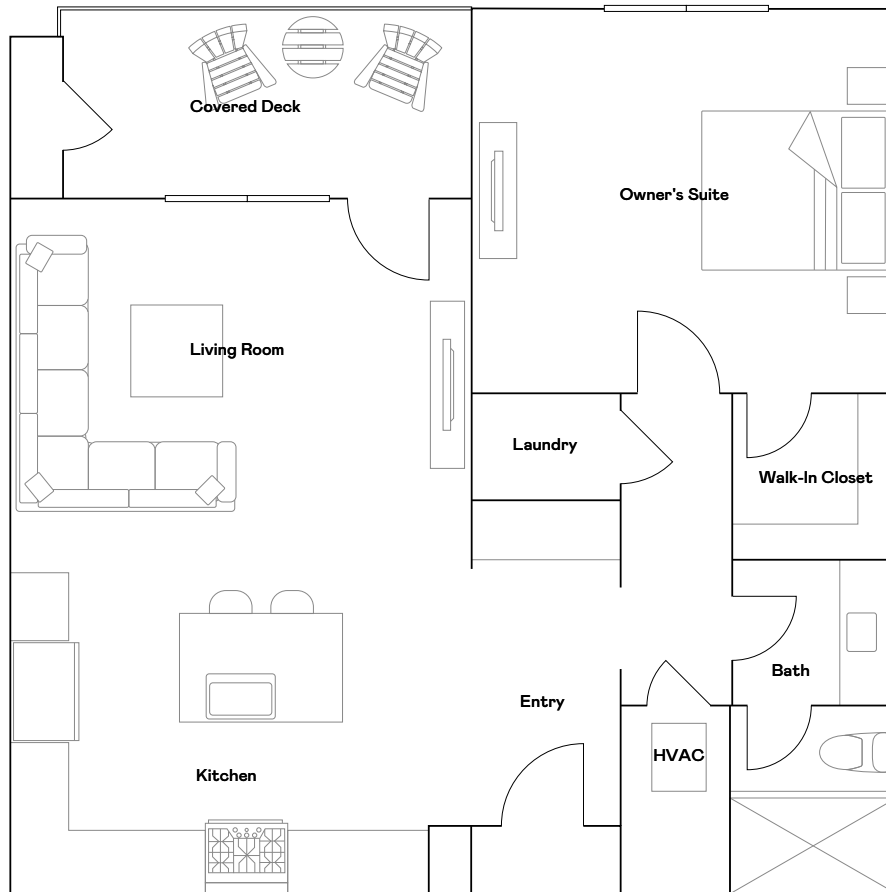 Covered Deck
Owner's Suite
Living Room
Laundry
Walk-In Closet
Bath
Entry
HVAC
Kitchen